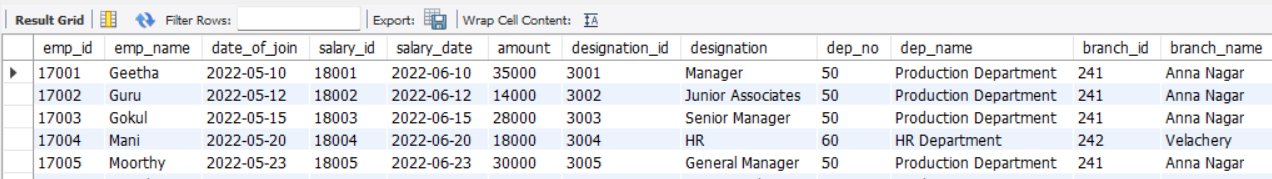 Result Grid Filter Rows: Export: Wrap Cell Content: IA
emp_id emp_name date_of_join salary_id salary_date amount designation_id designation dep_no dep_name branch_id branch_name
17001 Geetha 2022-05-10 18001 2022-06-10 35000 3001 Manager 50 Production Department 241 Anna Nagar
17002 Guru 2022-05-12 18002 2022-06-12 14000 3002 Junior Associates 50 Production Department 241 Anna Nagar
17003 Gokul 2022-05-15 18003 2022-06-15 28000 3003 Senior Manager 50 Production Department 241 Anna Nagar
17004 Mani 2022-05-20 18004 2022-06-20 18000 3004 HR 60 HR Department 242 Velachery
17005 Moorthy 2022-05-23 18005 2022-06-23 30000 3005 General Manager 50 Production Department 241 Anna Nagar